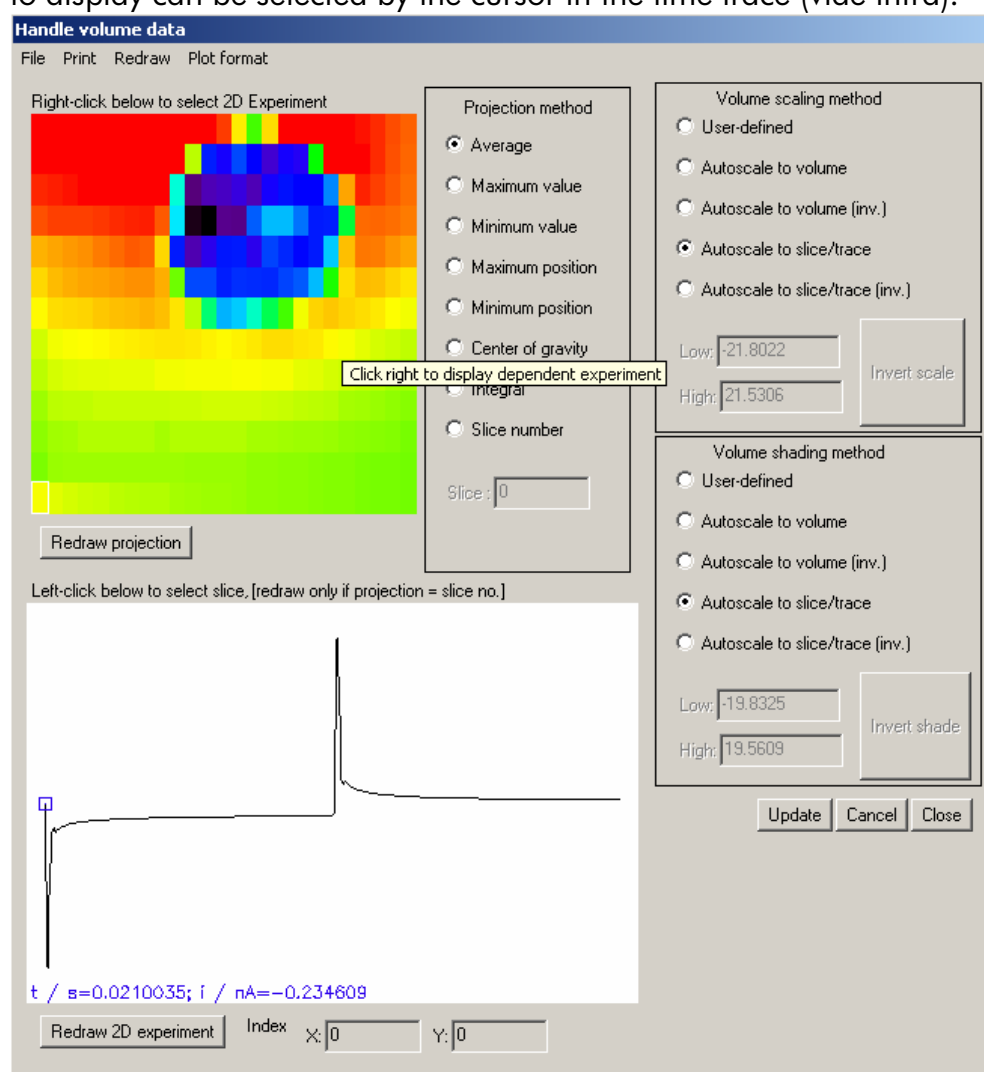 to display can be selected by the cursor in the time trace (vide infra).
Handle volume data
File Print Redraw Plot format
Right-click below to select 2D Experiment
Projection method
Average
Maximum value
Minimum value
Maximum position
Minimum position
Center of gravity
Click right to display dependent experiment
Integral
Slice number
Slice : 0
Redraw projection
Volume scaling method
User-defined
Autoscale to volume
Autoscale to volume (inv.)
Autoscale to slice/trace
Autoscale to slice/trace (inv.)
Low: -21.8022
High: 21.5306
Invert scale
Volume shading method
User-defined
Autoscale to volume
Autoscale to volume (inv.)
Autoscale to slice/trace
Autoscale to slice/trace (inv.)
Low: -19.8325
High: 19.5609
Invert shade
Update Cancel Close
Left-click below to select slice, [redraw only if projection = slice no.]
t / s=0.0210035; i / nA=-0.234609
Redraw 2D experiment Index X: 0 Y: 0